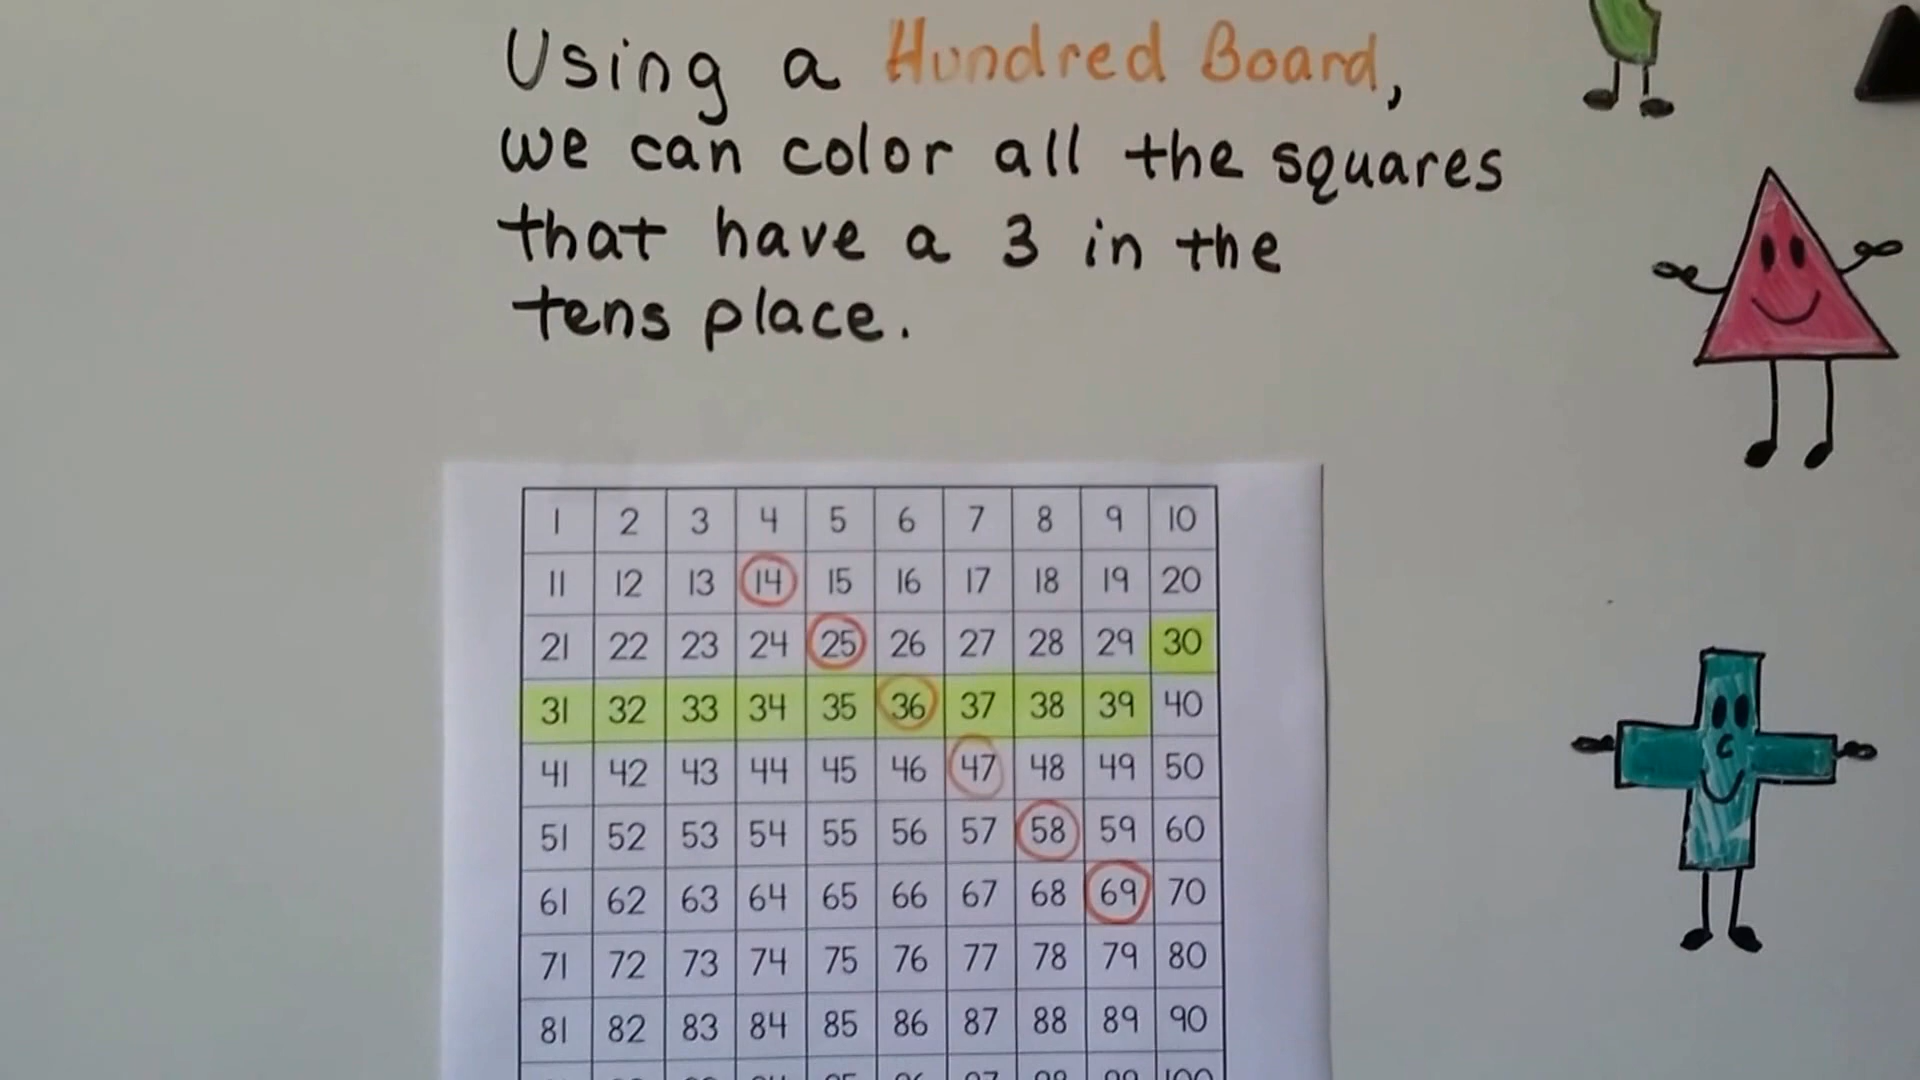 Using a Hundred Board,
we can color all the squares
that have a 3 in the
tens place.
1 2 3 4 5 6 7 8 9 10
11 12 13 14 15 16 17 18 19 20
21 22 23 24 25 26 27 28 29 30
31 32 33 34 35 36 37 38 39 40
41 42 43 44 45 46 47 48 49 50
51 52 53 54 55 56 57 58 59 60
61 62 63 64 65 66 67 68 69 70
71 72 73 74 75 76 77 78 79 80
81 82 83 84 85 86 87 88 89 90
100